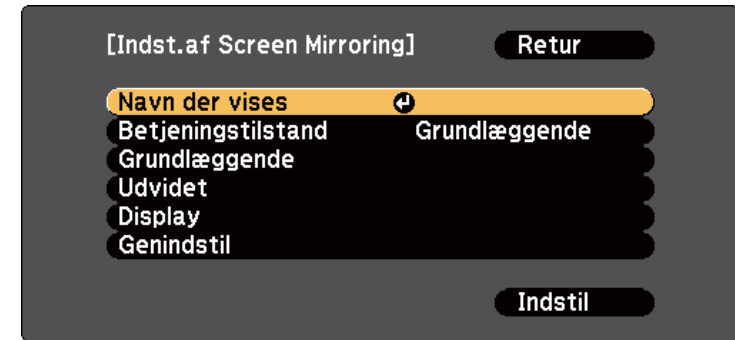 [Indst.af Screen Mirroring] Retur
Navn der vises
Betjeningstilstand Grundlæggende
Grundlæggende
Udvidet
Display
Genindstil
Indstil